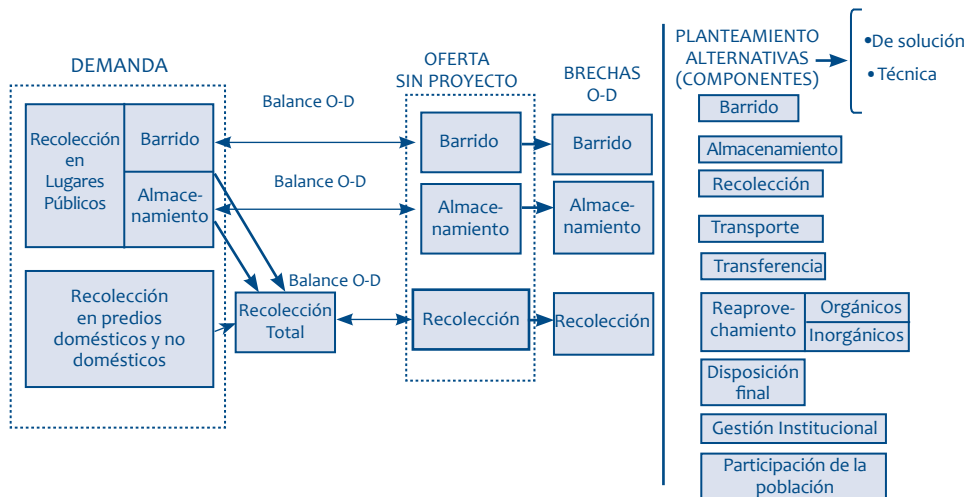 DEMANDA
Recolección
en
Lugares
Públicos
Barrido
Almace-
namiento
Recolección
en predios
domésticos y no
domésticos
Balance O-D
Balance O-D
Balance O-D
Recolección
Total
OFERTA
SIN PROYECTO
Barrido
Almace-
namiento
Recolección
BRECHAS
O-D
Barrido
Almace-
namiento
Recolección
PLANTEAMIENTO
ALTERNATIVAS
(COMPONENTES)
•De solución
• Técnica
Barrido
Almacenamiento
Recolección
Transporte
Transferencia
Reaprove-
chamiento
Orgánicos
Inorgánicos
Disposición
final
Gestión Institucional
Participación de la
población